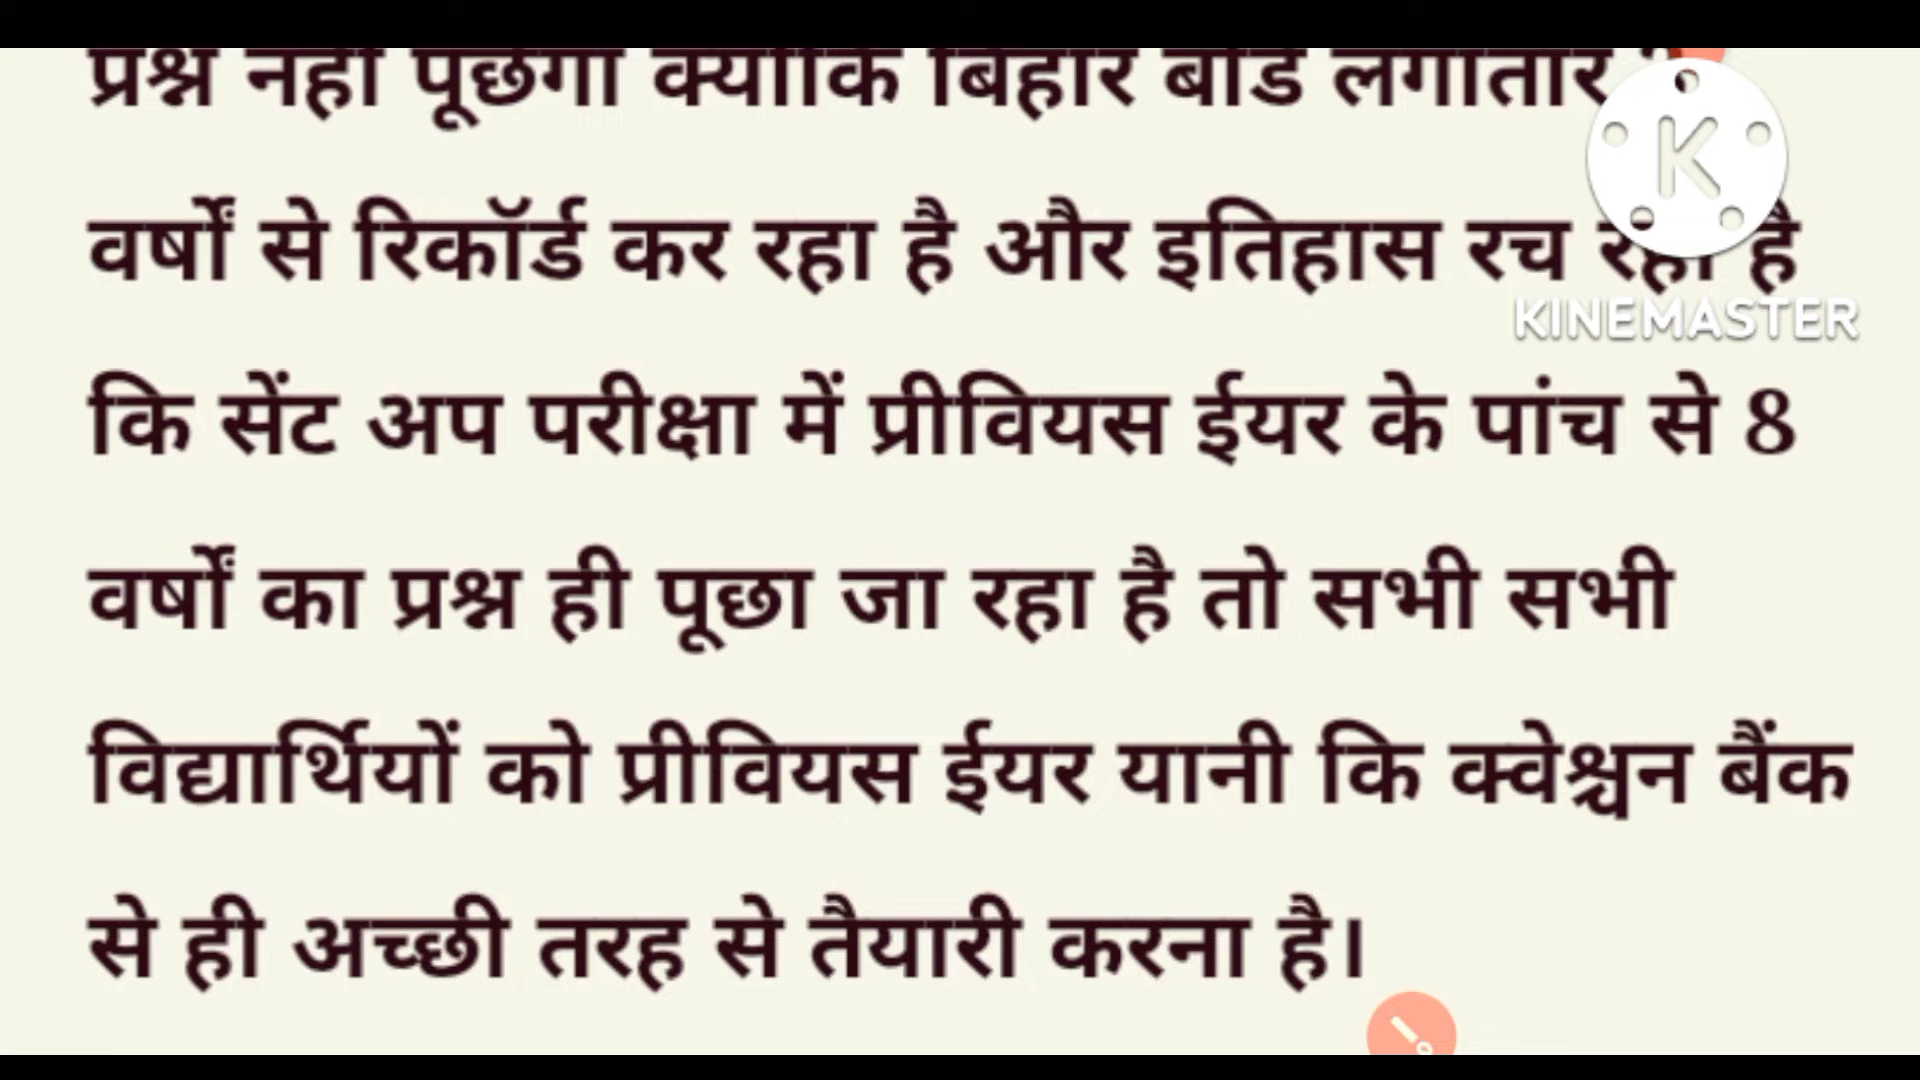 प्रश्न नहीं पूछेगा क्योंकि बिहार बोर्ड लगातार
वर्षों से रिकॉर्ड कर रहा है और इतिहास रच रहा है
KINEMASTER
कि सेंट अप परीक्षा में प्रीवियस ईयर के पांच से 8
वर्षों का प्रश्न ही पूछा जा रहा है तो सभी सभी
विद्यार्थियों को प्रीवियस ईयर यानी कि क्वेश्चन बैंक
से ही अच्छी तरह से तैयारी करना है।